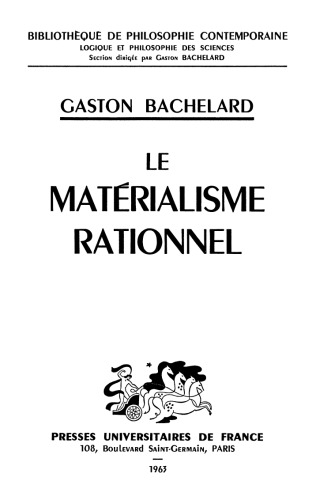 BIBLIOTHÈQUE DE PHILOSOPHIE CONTEMPORAINE
LOGIQUE ET PHILOSOPHIE DES SCIENCES
Section dirigée par Gaston BACHELARD
GASTON BACHELARD
LE
MATÉRIALISME
RATIONNEL
PRESSES UNIVERSITAIRES DE FRANCE
108, Boulevard Saint-Germain, PARIS
—
1963